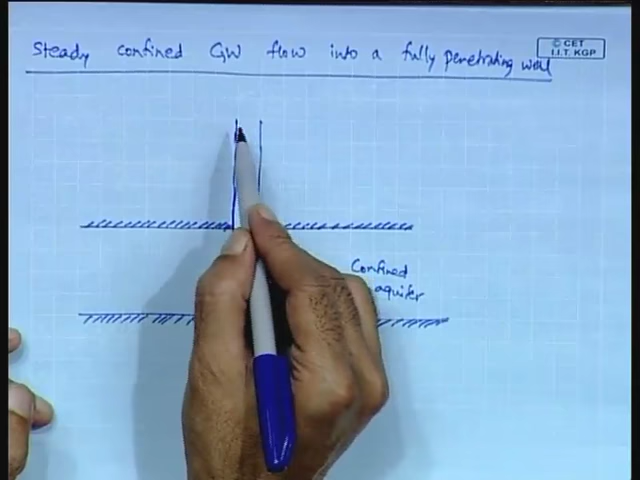 Steady confined GW flow into a fully penetrating well
© CET
I.I.T. KGP
Confined
aquifer